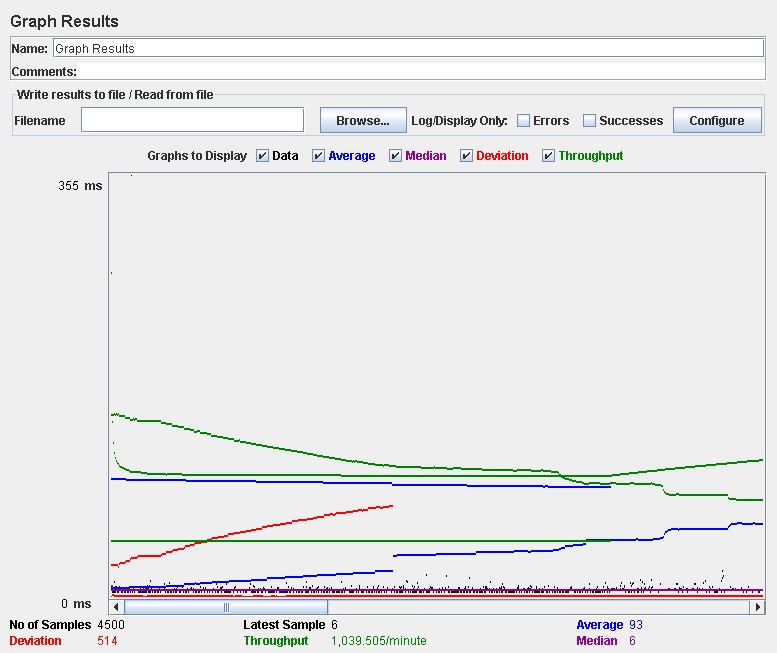 Graph Results
Name: Graph Results
Comments:
Write results to file / Read from file
Filename Browse... Log/Display Only: Errors Successes Configure
Graphs to Display Data Average Median Deviation Throughput
355 ms
0 ms
No of Samples 4500 Latest Sample 6 Average 93
Deviation 514 Throughput 1,039.505/minute Median 6